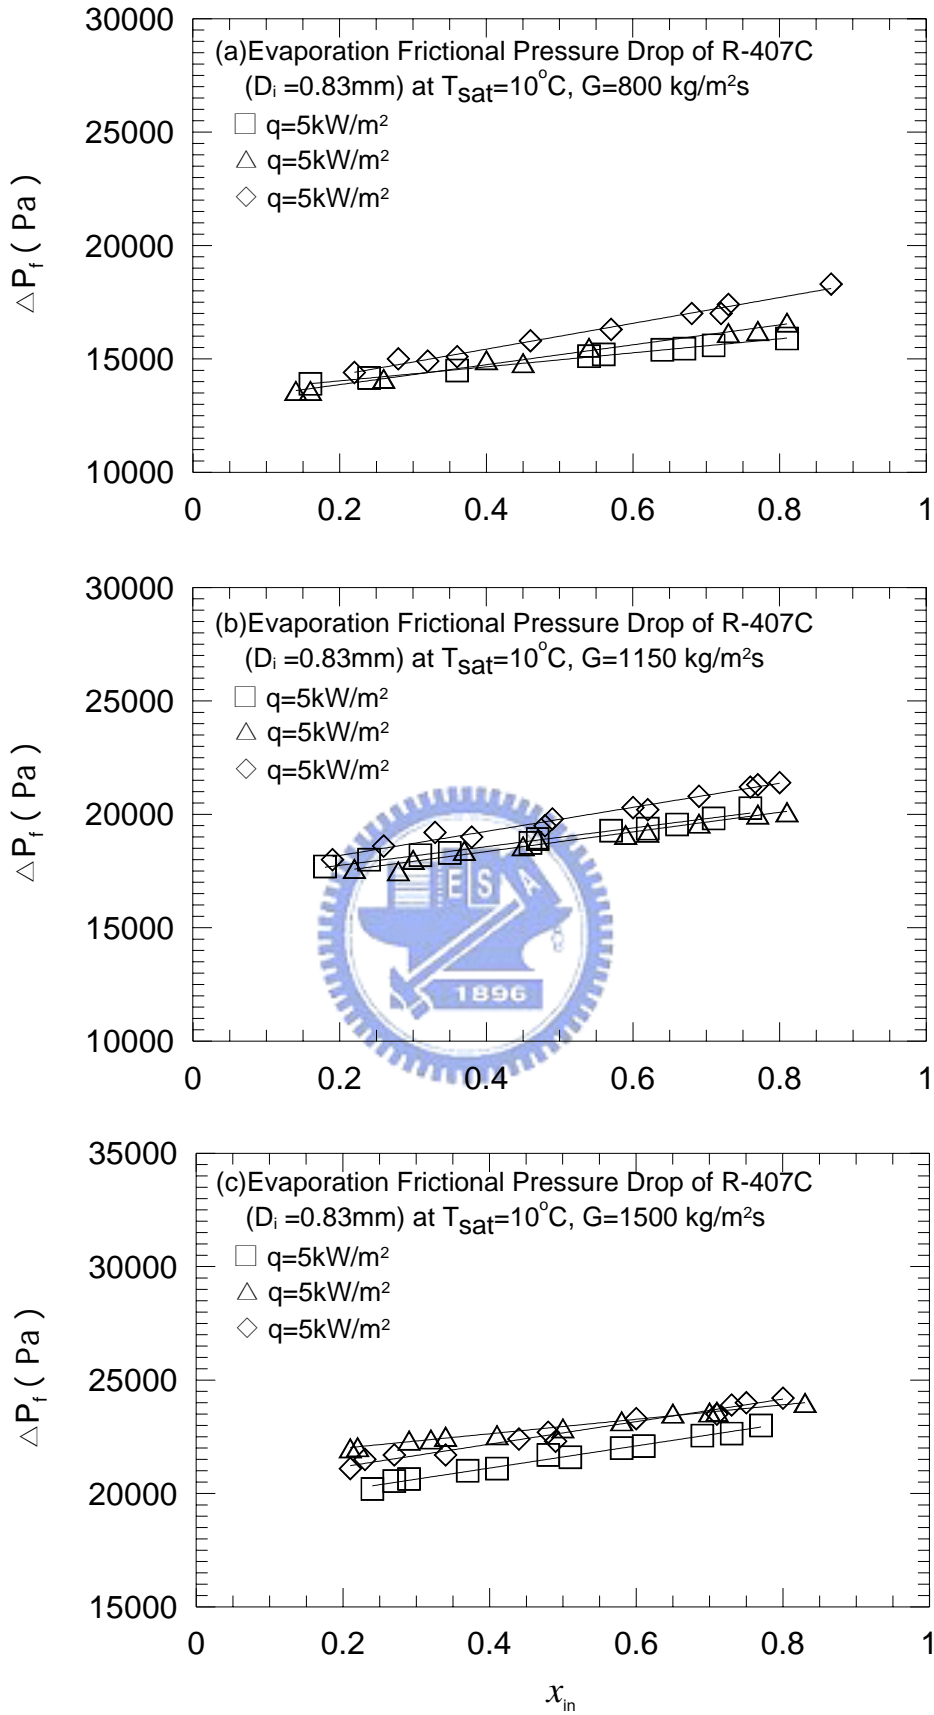 30000
(a)Evaporation Frictional Pressure Drop of R-407C
(Dᵢ =0.83mm) at Tsat=10°C, G=800 kg/m²s
25000
q=5kW/m²
q=5kW/m²
q=5kW/m²
20000
△Pf ( Pa )
15000
10000
0 0.2 0.4 0.6 0.8 1
30000
(b)Evaporation Frictional Pressure Drop of R-407C
(Dᵢ =0.83mm) at Tsat=10°C, G=1150 kg/m²s
25000
q=5kW/m²
q=5kW/m²
q=5kW/m²
20000
△Pf ( Pa )
E S A
15000
1896
10000
0 0.2 0.4 0.6 0.8 1
35000
(c)Evaporation Frictional Pressure Drop of R-407C
(Dᵢ =0.83mm) at Tsat=10°C, G=1500 kg/m²s
30000
q=5kW/m²
q=5kW/m²
q=5kW/m²
25000
△Pf ( Pa )
20000
15000
0 0.2 0.4 0.6 0.8 1
xin